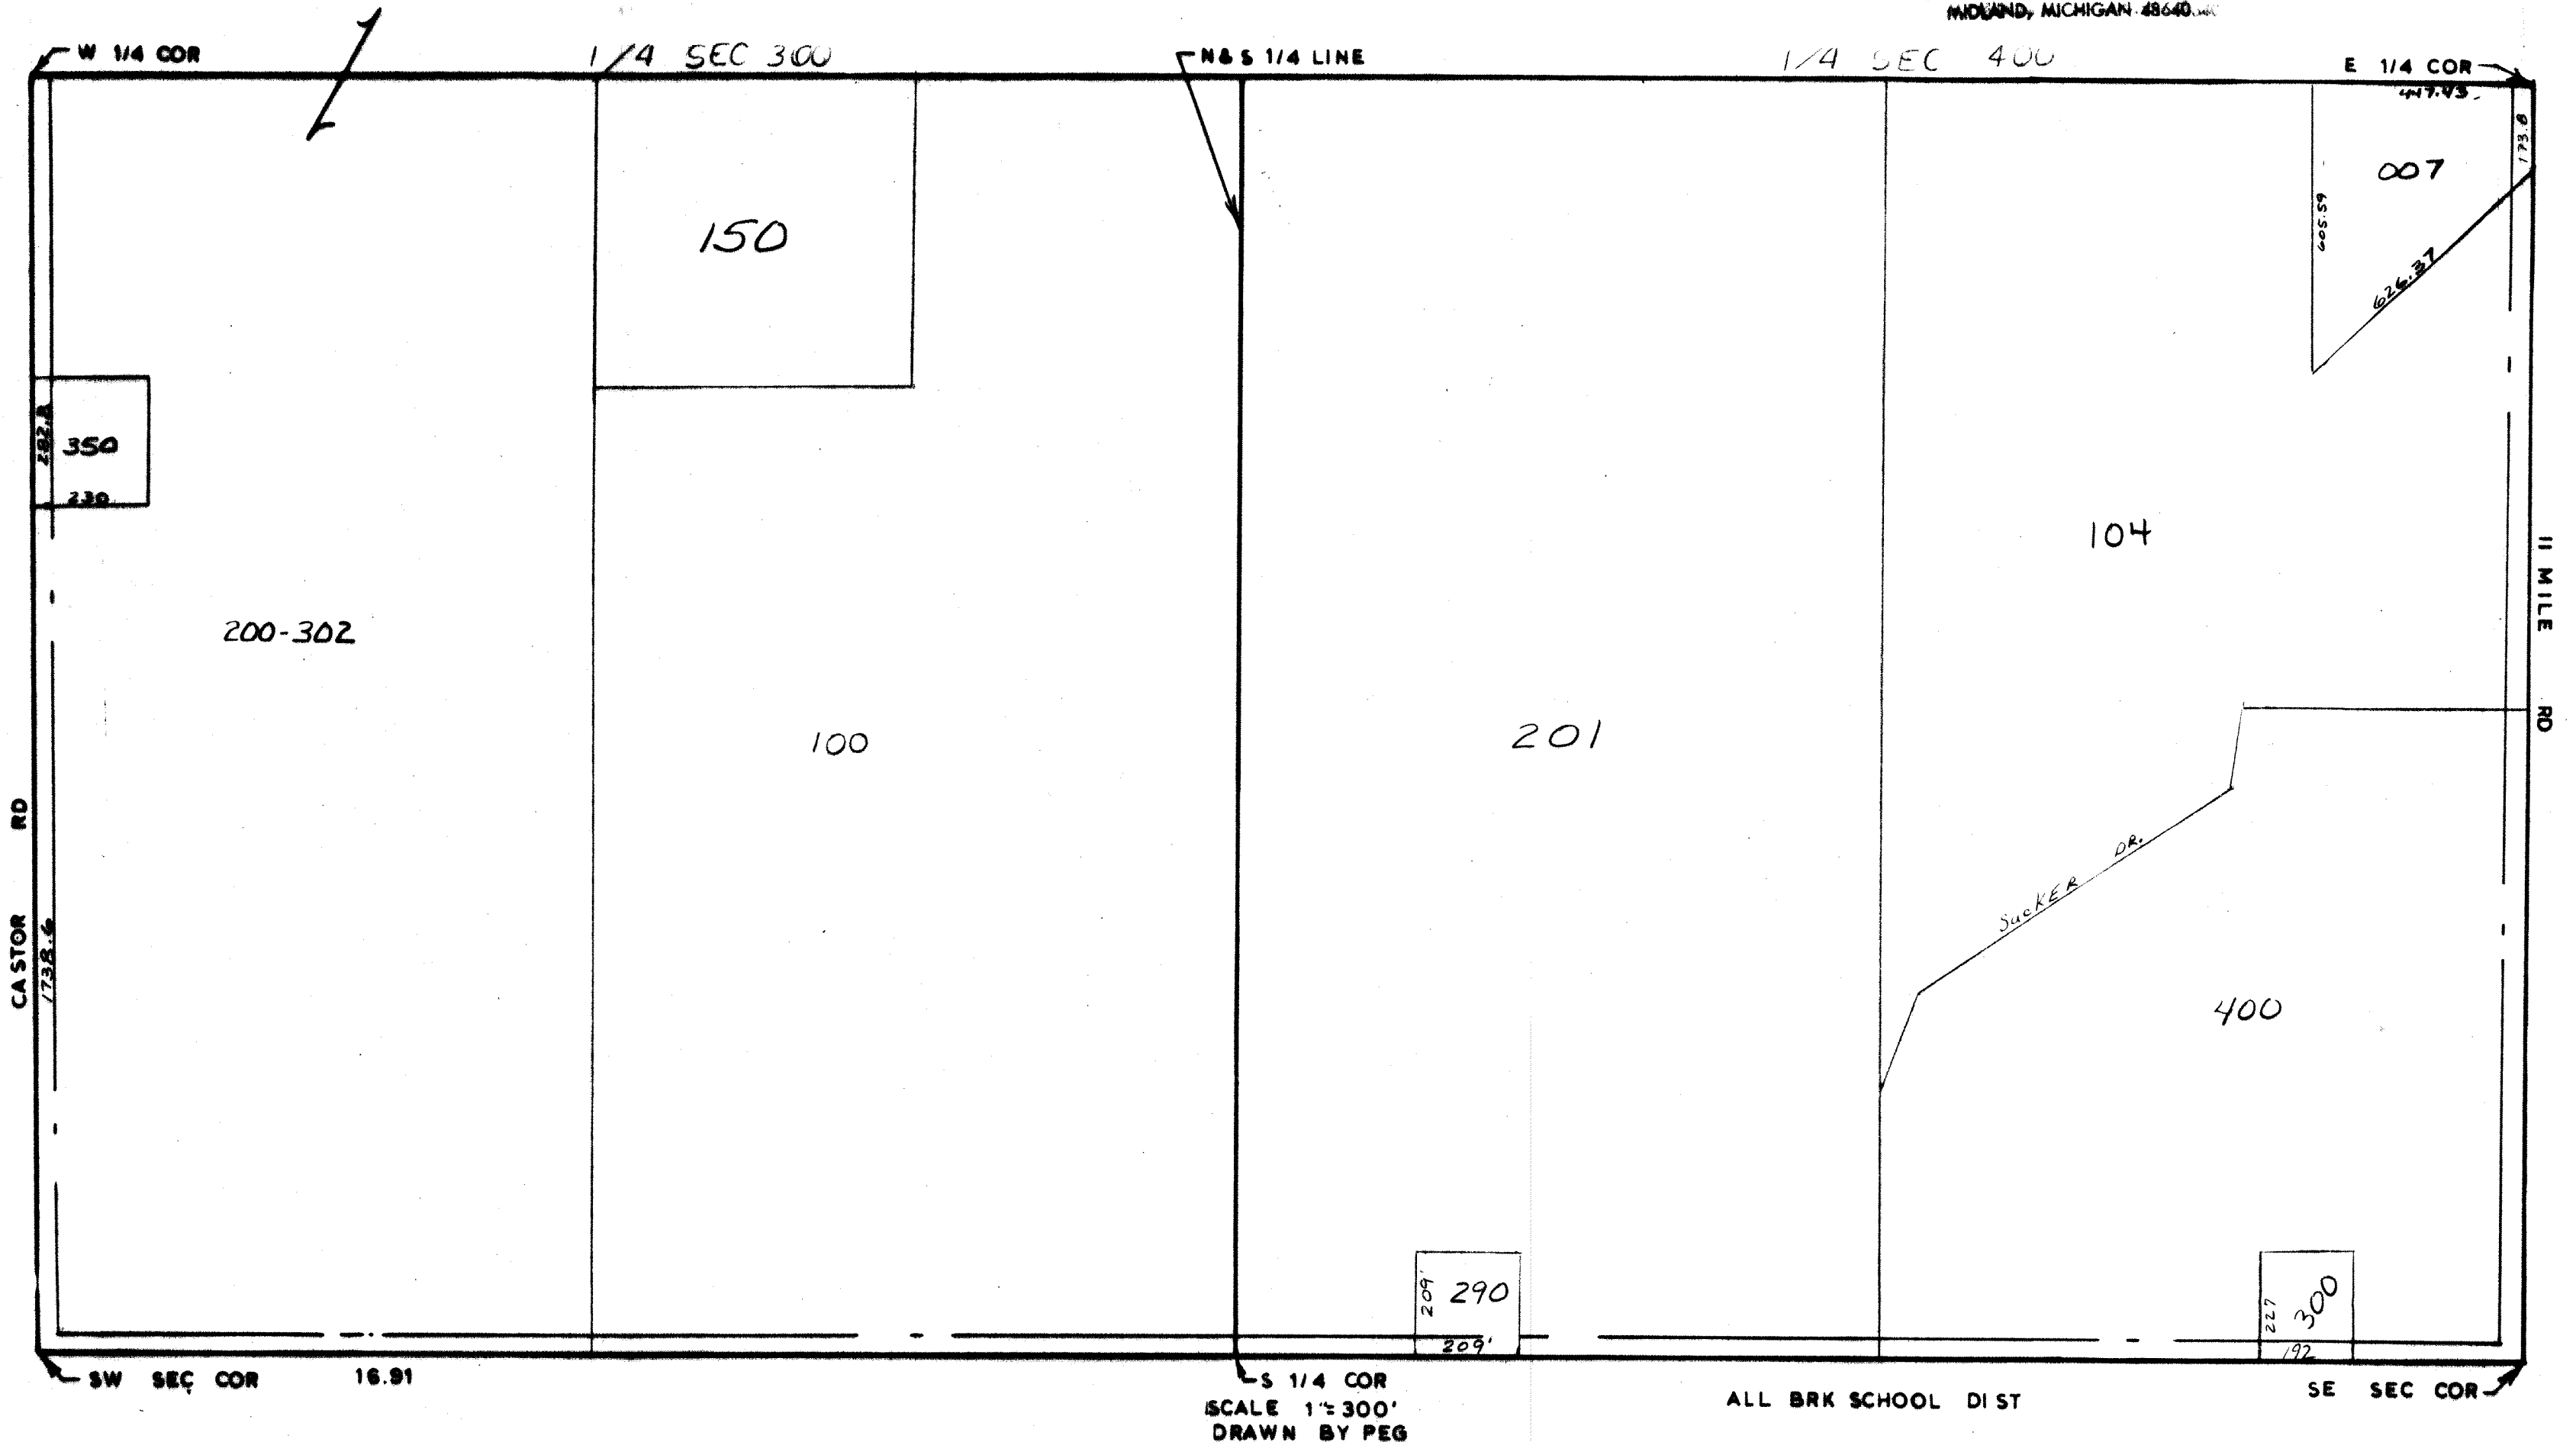 MIDLAND, MICHIGAN 48640
W 1/4 COR
1/4 SEC 300
N & S 1/4 LINE
1/4 SEC 400
E 1/4 COR
447.43
173.8
007
605.59
626.37
150
282.8
350
230
104
11 MILE RD
200-302
100
201
CASTOR RD
1738.6
SUCKER DR.
400
209'
290
209'
227
300
192
SW SEC COR
16.91
S 1/4 COR
SCALE 1"=300'
DRAWN BY PEG
ALL BRK SCHOOL DIST
SE SEC COR